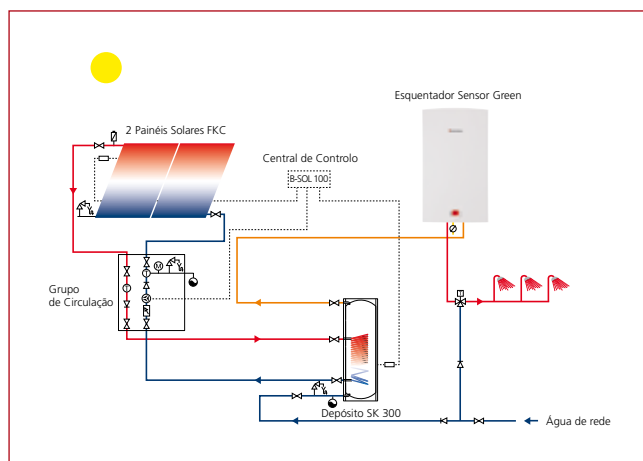 Esquentador Sensor Green
2 Painéis Solares FKC
Central de Controlo
B-SOL 100
M
T
Grupo
de Circulação
Depósito SK 300
Água de rede